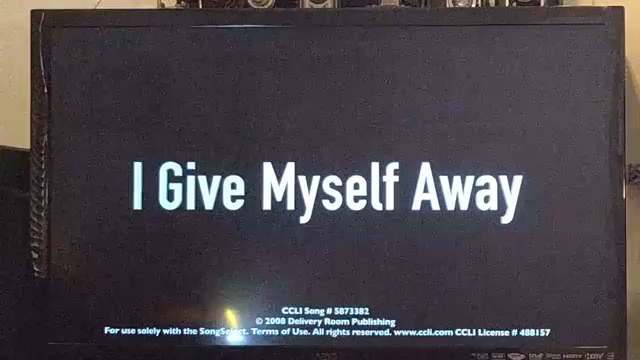 I Give Myself Away
CCLI Song # 5873382
© 2008 Delivery Room Publishing
For use solely with the SongSelect. Terms of Use. All rights reserved. www.ccli.com CCLI License # 488157